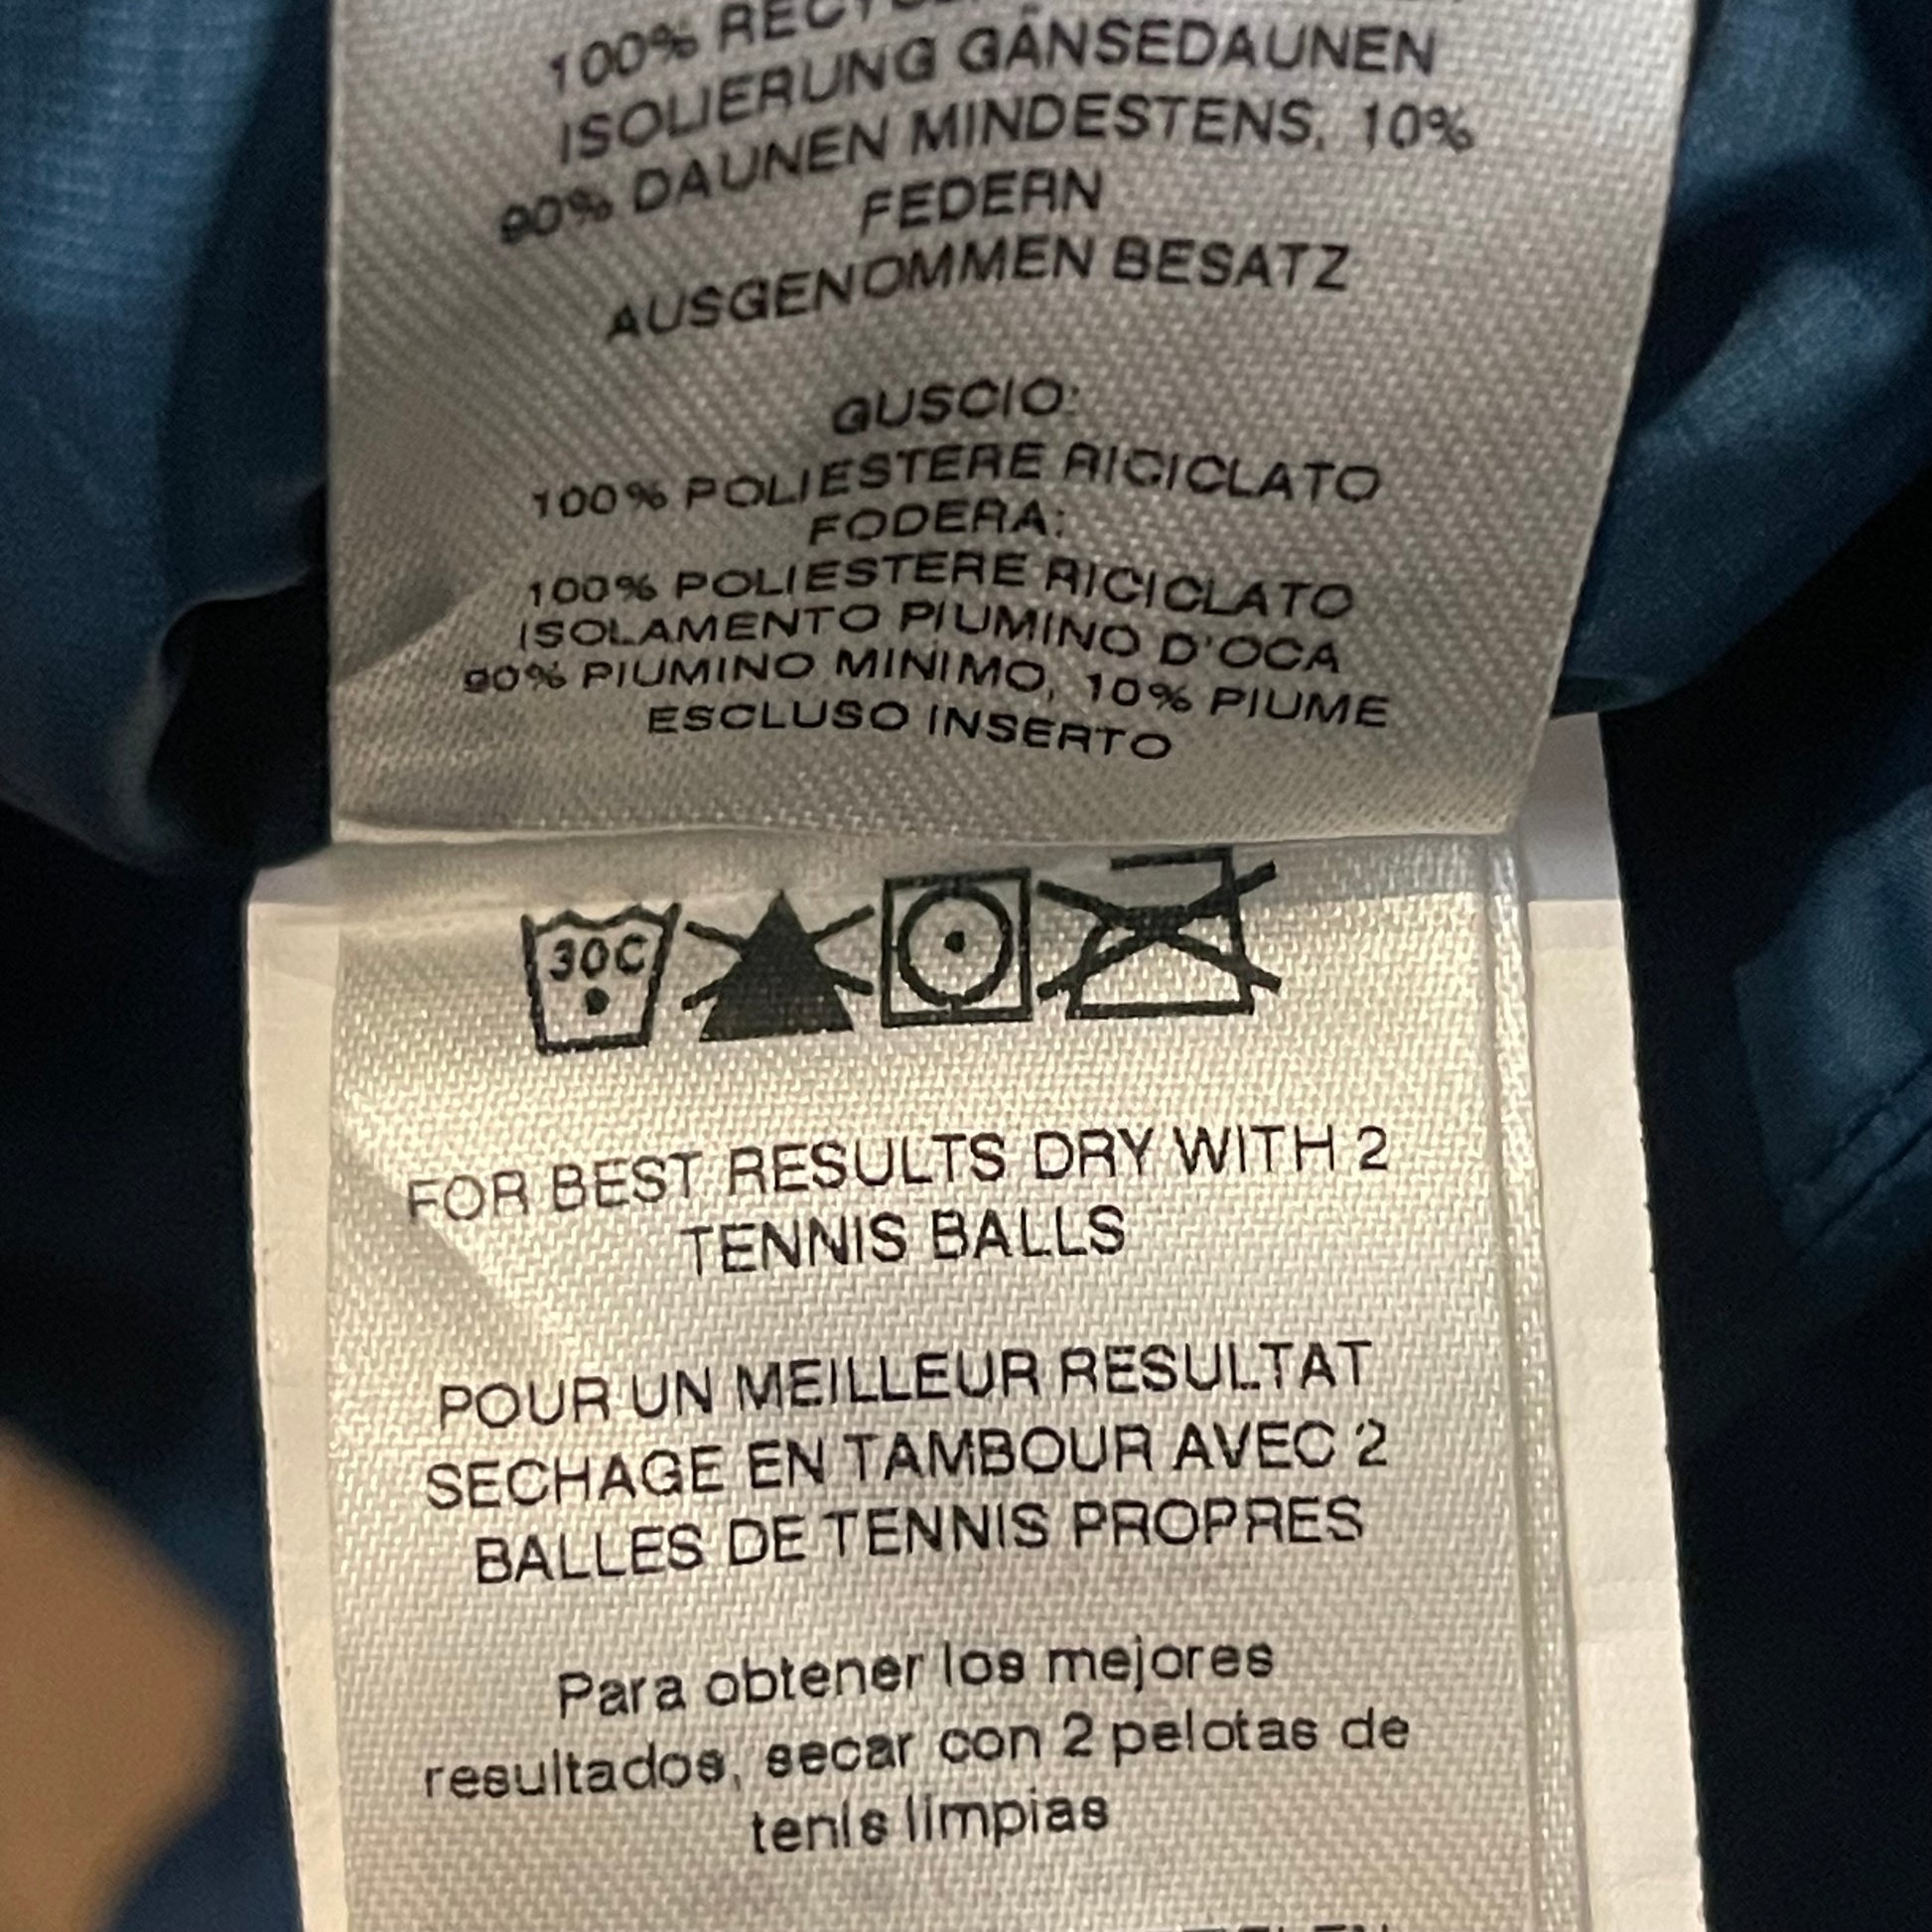 100%
ISOLIERUNG GÄNSEDAUNEN
90% DAUNEN MINDESTENS, 10%
FEDERN
AUSGENOMMEN BESATZ
GUSCIO:
100% POLIESTERE RICICLATO
FODERA:
100% POLIESTERE RICICLATO
ISOLAMENTO PIUMINO D'OCA
90% PIUMINO MINIMO, 10% PIUME
ESCLUSO INSERTO
30C
FOR BEST RESULTS DRY WITH 2
TENNIS BALLS
POUR UN MEILLEUR RESULTAT
SECHAGE EN TAMBOUR AVEC 2
BALLES DE TENNIS PROPRES
Para obtener los mejores
resultados, secar con 2 pelotas de
tenis limpias